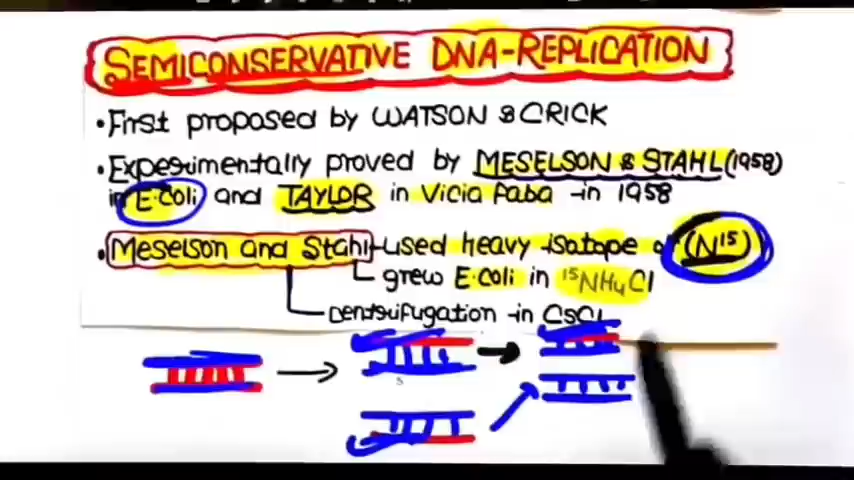 SEMICONSERVATIVE DNA-REPLICATION
•First proposed by WATSON & CRICK
•Experimentally proved by MESELSON & STAHL (1958)
in E·Coli and TAYLOR in Vicia faba in 1958
•Meselson and Stahl-used heavy isotope of (N¹⁵)
grew E·Coli in ¹⁵NH₄Cl
Centrifugation in CsCl